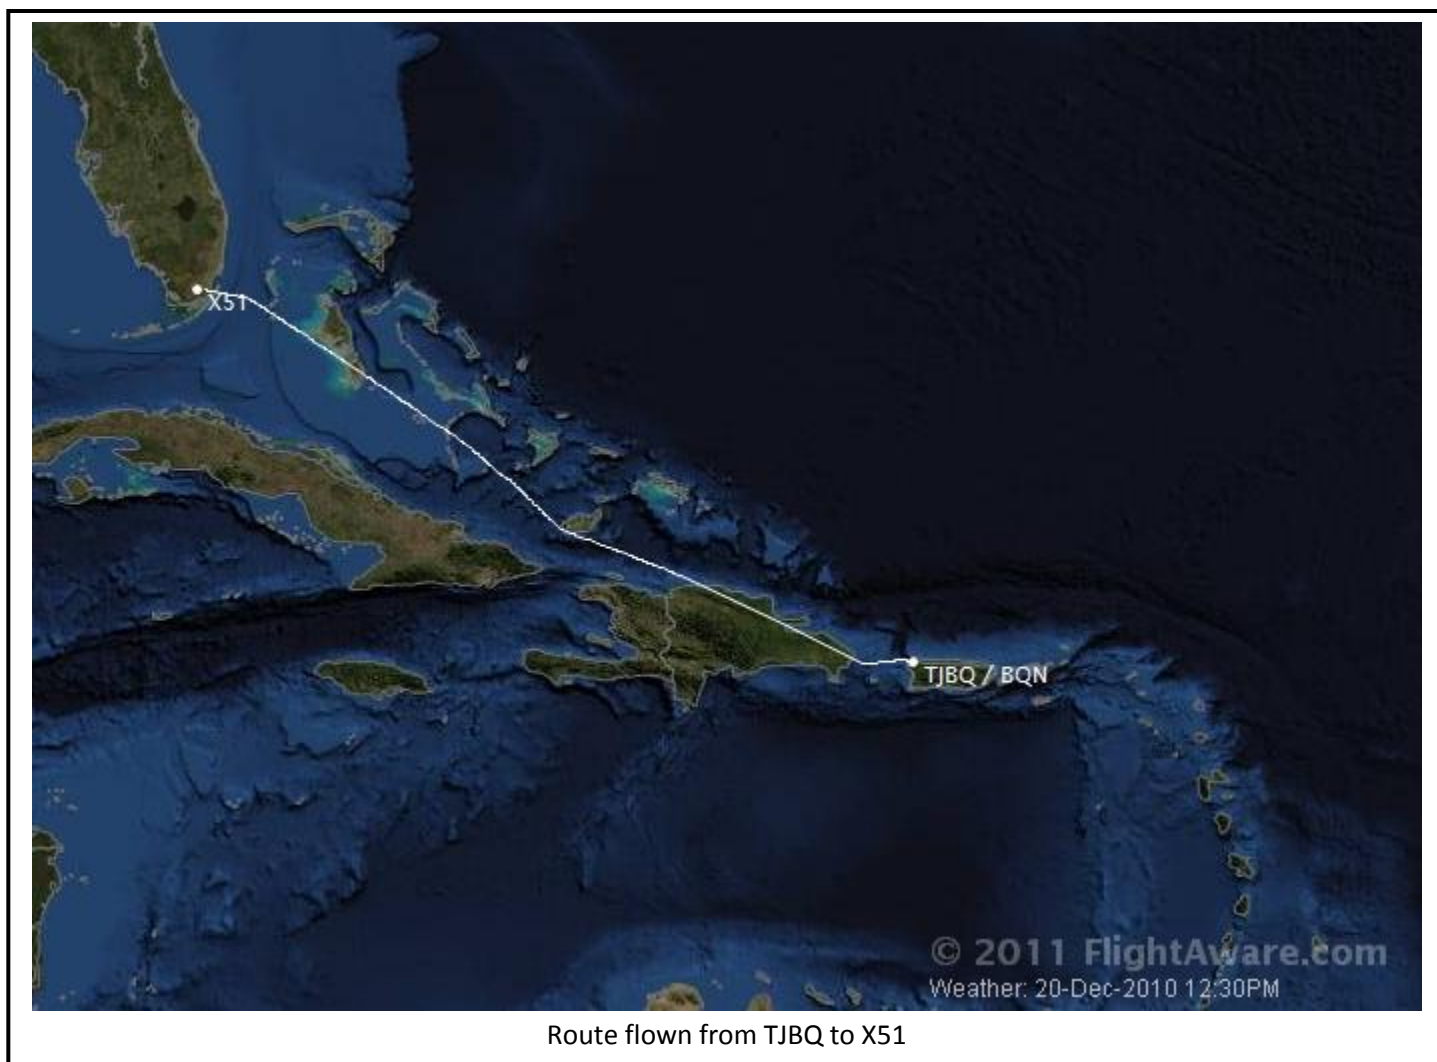 X51
TJBQ / BQN
© 2011 FlightAware.com
Weather: 20-Dec-2010 12:30PM
Route flown from TJBQ to X51